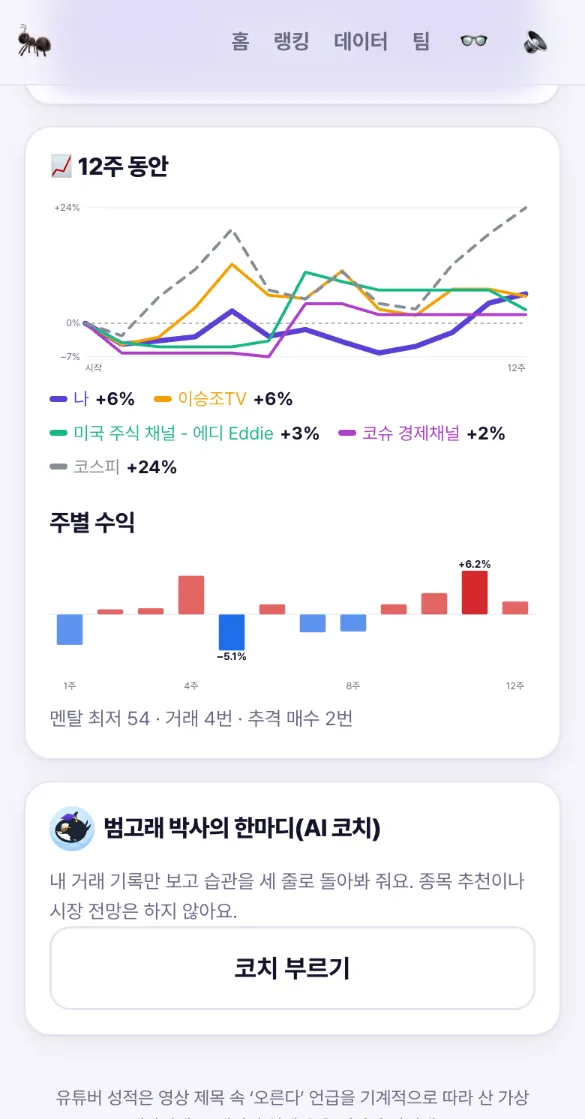 홈 랭킹 데이터 팀
12주 동안
+24%
0%
−7%
시작 12주
나 +6% 이승조TV +6%
미국 주식 채널 - 에디 Eddie +3% 코슈 경제채널 +2%
코스피 +24%
주별 수익
+6.2%
−5.1%
1주 4주 8주 12주
멘탈 최저 54 · 거래 4번 · 추격 매수 2번
범고래 박사의 한마디(AI 코치)
내 거래 기록만 보고 습관을 세 줄로 돌아봐 줘요. 종목 추천이나
시장 전망은 하지 않아요.
코치 부르기
유튜버 성적은 영상 제목 속 ‘오른다’ 언급을 기계적으로 따라 산 가상